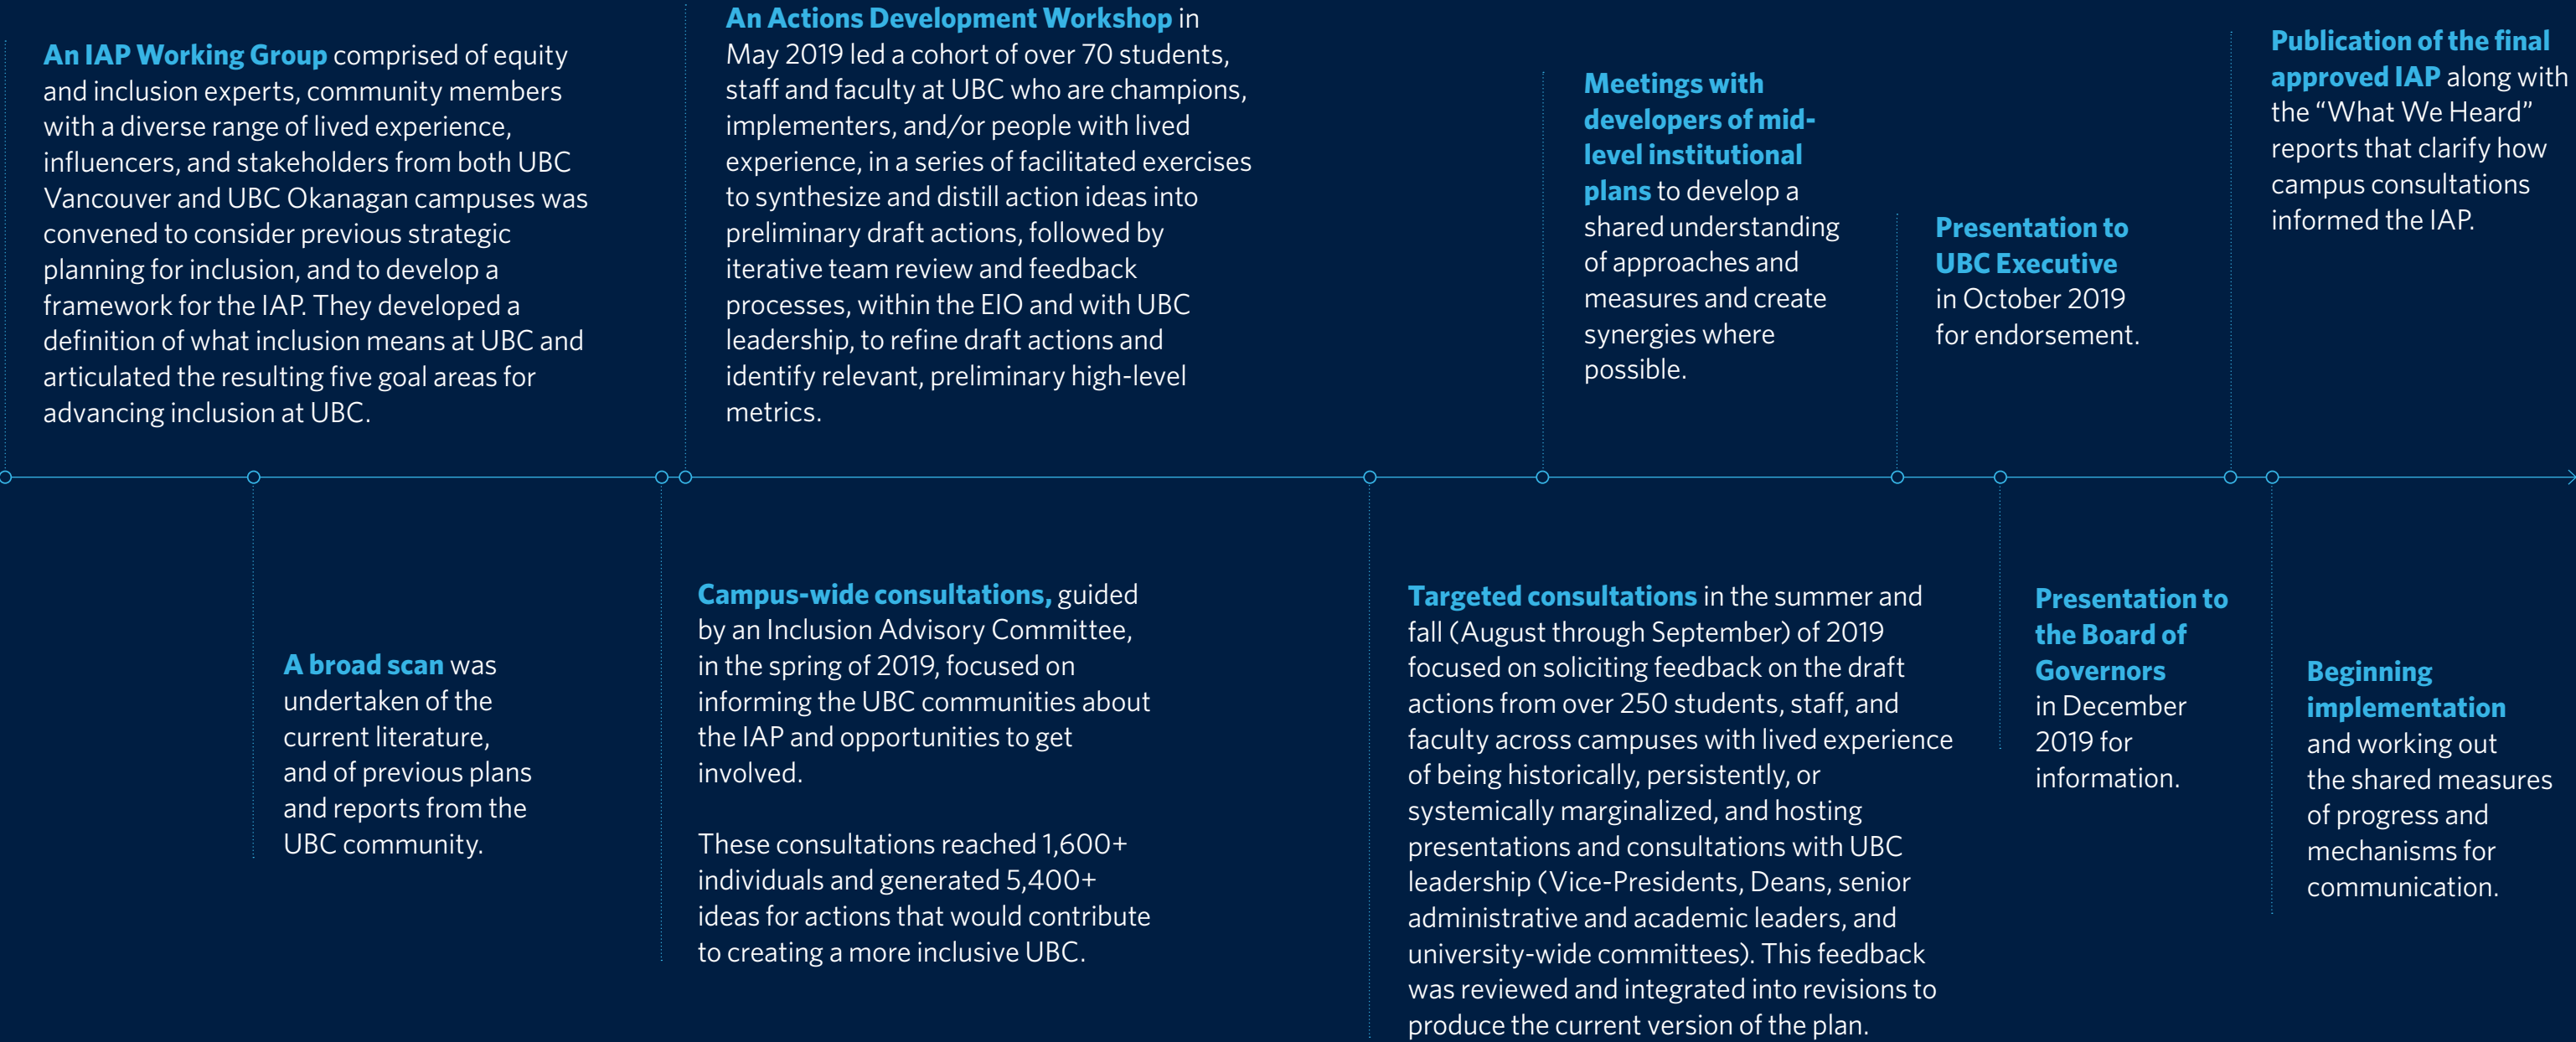 An IAP Working Group comprised of equity
and inclusion experts, community members
with a diverse range of lived experience,
influencers, and stakeholders from both UBC
Vancouver and UBC Okanagan campuses was
convened to consider previous strategic
planning for inclusion, and to develop a
framework for the IAP. They developed a
definition of what inclusion means at UBC and
articulated the resulting five goal areas for
advancing inclusion at UBC.
A broad scan was
undertaken of the
current literature,
and of previous plans
and reports from the
UBC community.
Campus-wide consultations, guided
by an Inclusion Advisory Committee,
in the spring of 2019, focused on
informing the UBC communities about
the IAP and opportunities to get
involved.
These consultations reached 1,600+
individuals and generated 5,400+
ideas for actions that would contribute
to creating a more inclusive UBC.
An Actions Development Workshop in
May 2019 led a cohort of over 70 students,
staff and faculty at UBC who are champions,
implementers, and/or people with lived
experience, in a series of facilitated exercises
to synthesize and distill action ideas into
preliminary draft actions, followed by
iterative team review and feedback
processes, within the EIO and with UBC
leadership, to refine draft actions and
identify relevant, preliminary high-level
metrics.
Targeted consultations in the summer and
fall (August through September) of 2019
focused on soliciting feedback on the draft
actions from over 250 students, staff, and
faculty across campuses with lived experience
of being historically, persistently, or
systemically marginalized, and hosting
presentations and consultations with UBC
leadership (Vice-Presidents, Deans, senior
administrative and academic leaders, and
university-wide committees). This feedback
was reviewed and integrated into revisions to
produce the current version of the plan.
Meetings with
developers of mid-
level institutional
plans to develop a
shared understanding
of approaches and
measures and create
synergies where
possible.
Presentation to
UBC Executive
in October 2019
for endorsement.
Presentation to
the Board of
Governors
in December
2019 for
information.
Publication of the final
approved IAP along with
the “What We Heard”
reports that clarify how
campus consultations
informed the IAP.
Beginning
implementation
and working out
the shared measures
of progress and
mechanisms for
communication.